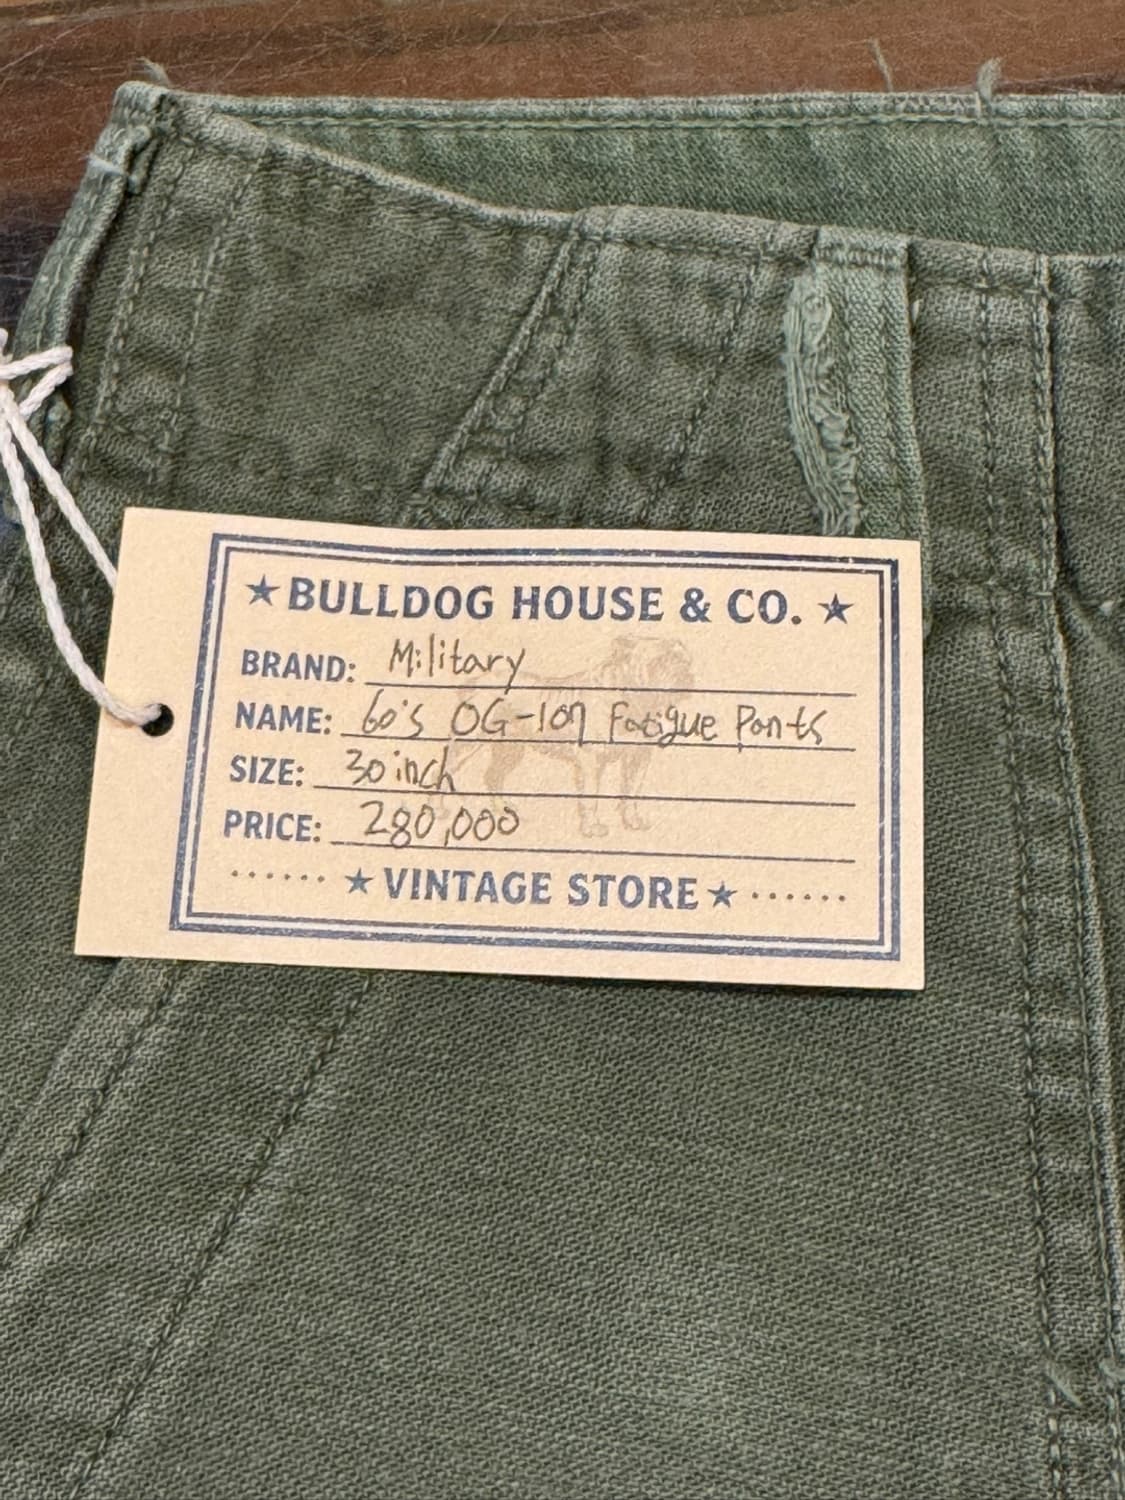 ★ BULLDOG HOUSE & CO. ★
BRAND: Military
NAME: 60's OG-107 Fatigue Pants
SIZE: 30 inch
PRICE: 280,000
...... ★ VINTAGE STORE ★ ......